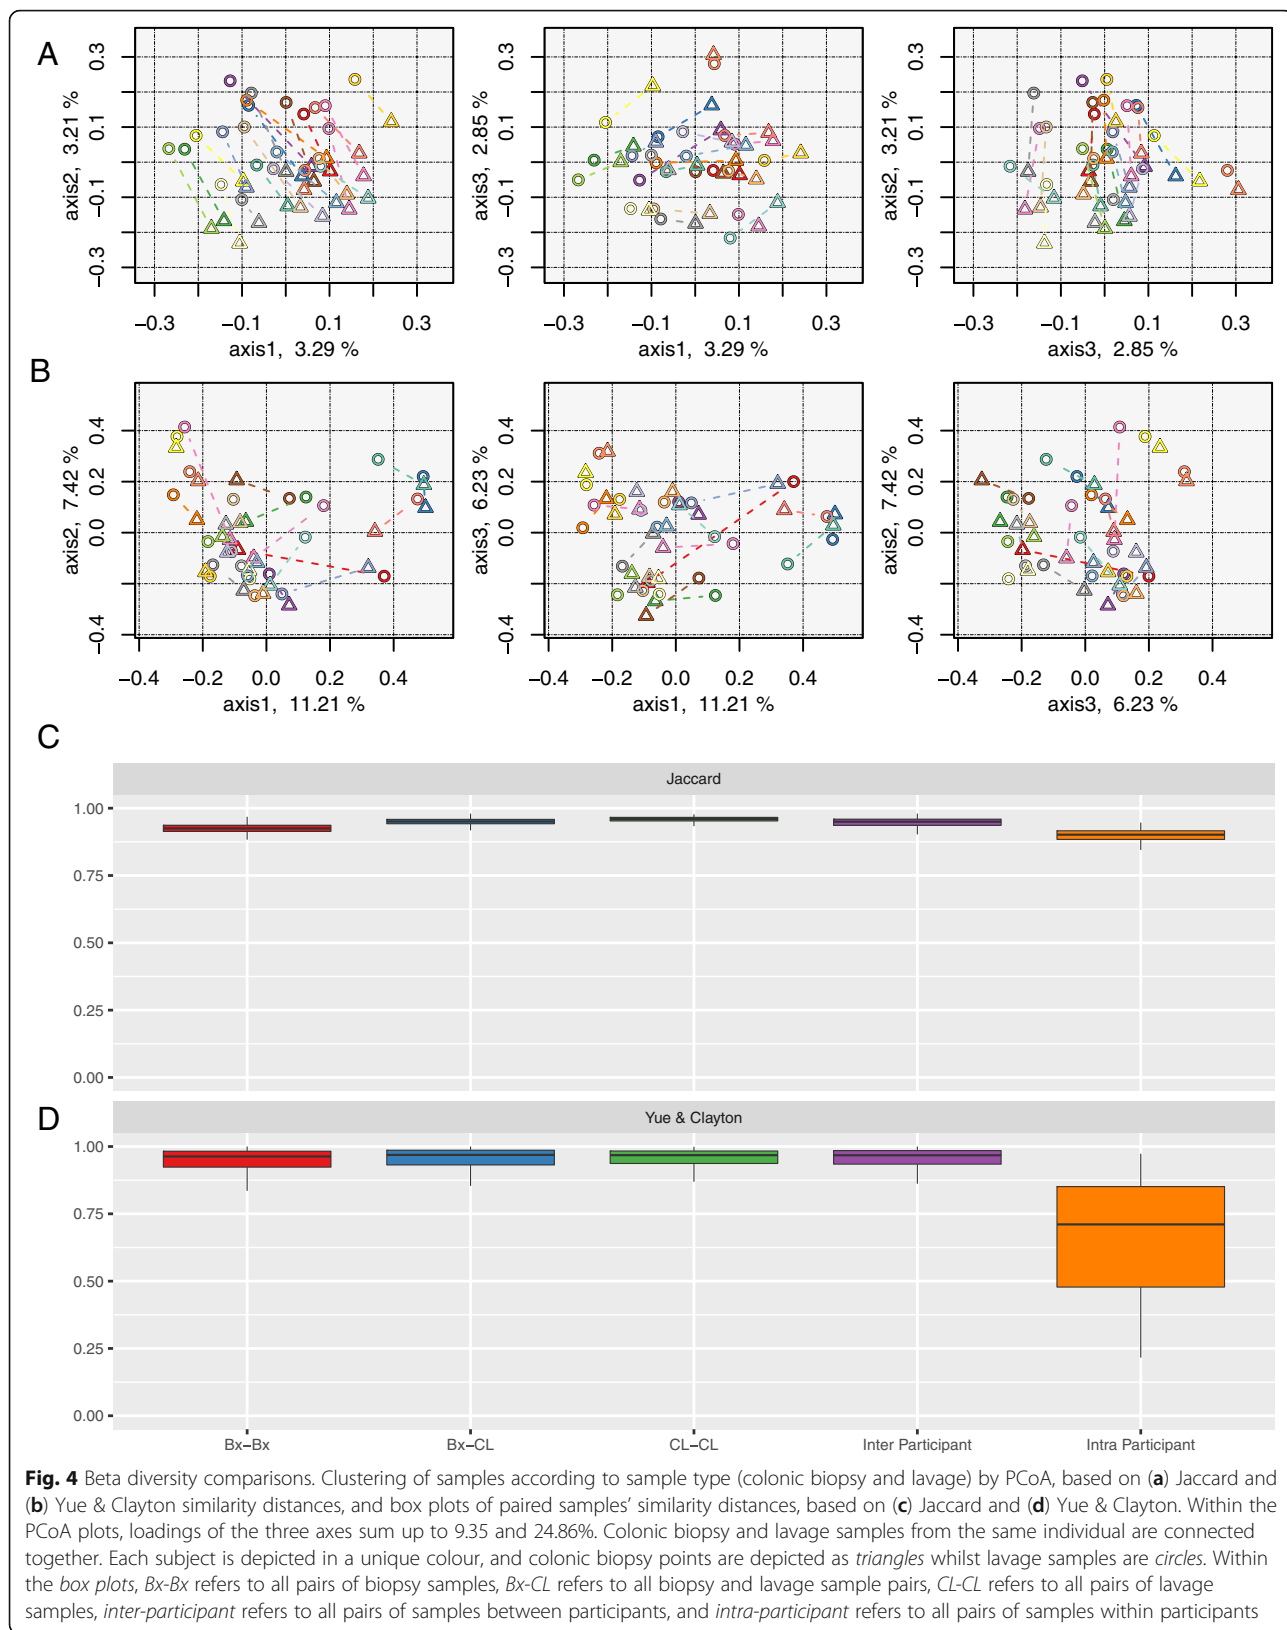 A
axis2, 3.21 %
0.3
0.1
−0.1
−0.3
−0.3 −0.1 0.1 0.3
axis1, 3.29 %
axis3, 2.85 %
0.3
0.1
−0.1
−0.3
−0.3 −0.1 0.1 0.3
axis1, 3.29 %
axis2, 3.21 %
0.3
0.1
−0.1
−0.3
−0.3 −0.1 0.1 0.3
axis3, 2.85 %
B
axis2, 7.42 %
0.4
0.2
0.0
−0.4
−0.4 −0.2 0.0 0.2 0.4
axis1, 11.21 %
axis3, 6.23 %
0.4
0.2
0.0
−0.4
−0.4 −0.2 0.0 0.2 0.4
axis1, 11.21 %
axis2, 7.42 %
0.4
0.2
0.0
−0.4
−0.4 −0.2 0.0 0.2 0.4
axis3, 6.23 %
C
Jaccard
1.00
0.75
0.50
0.25
0.00
D
Yue & Clayton
1.00
0.75
0.50
0.25
0.00
Bx−Bx Bx−CL CL−CL Inter Participant Intra Participant
Fig. 4 Beta diversity comparisons. Clustering of samples according to sample type (colonic biopsy and lavage) by PCoA, based on (a) Jaccard and
(b) Yue & Clayton similarity distances, and box plots of paired samples' similarity distances, based on (c) Jaccard and (d) Yue & Clayton. Within the
PCoA plots, loadings of the three axes sum up to 9.35 and 24.86%. Colonic biopsy and lavage samples from the same individual are connected
together. Each subject is depicted in a unique colour, and colonic biopsy points are depicted as triangles whilst lavage samples are circles. Within
the box plots, Bx-Bx refers to all pairs of biopsy samples, Bx-CL refers to all biopsy and lavage sample pairs, CL-CL refers to all pairs of lavage
samples, inter-participant refers to all pairs of samples between participants, and intra-participant refers to all pairs of samples within participants